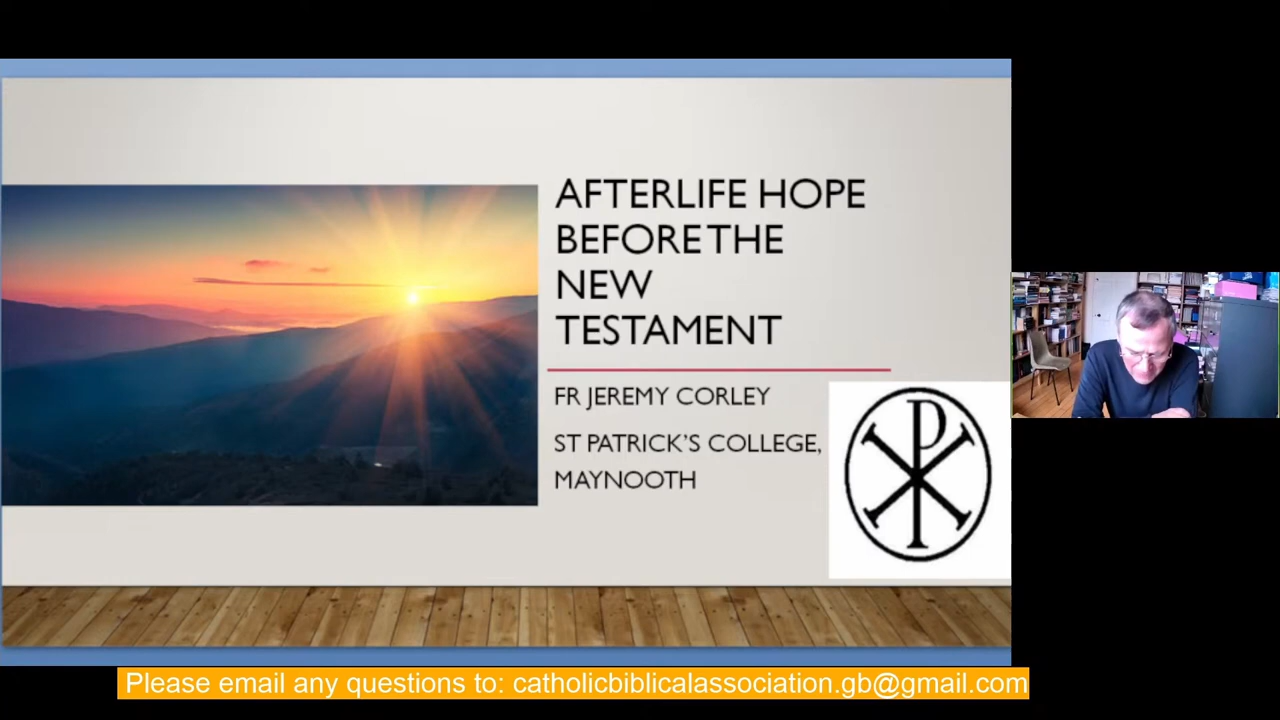 AFTERLIFE HOPE
BEFORE THE
NEW
TESTAMENT
FR JEREMY CORLEY
ST PATRICK'S COLLEGE,
MAYNOOTH
Please email any questions to: catholicbiblicalassociation.gb@gmail.com